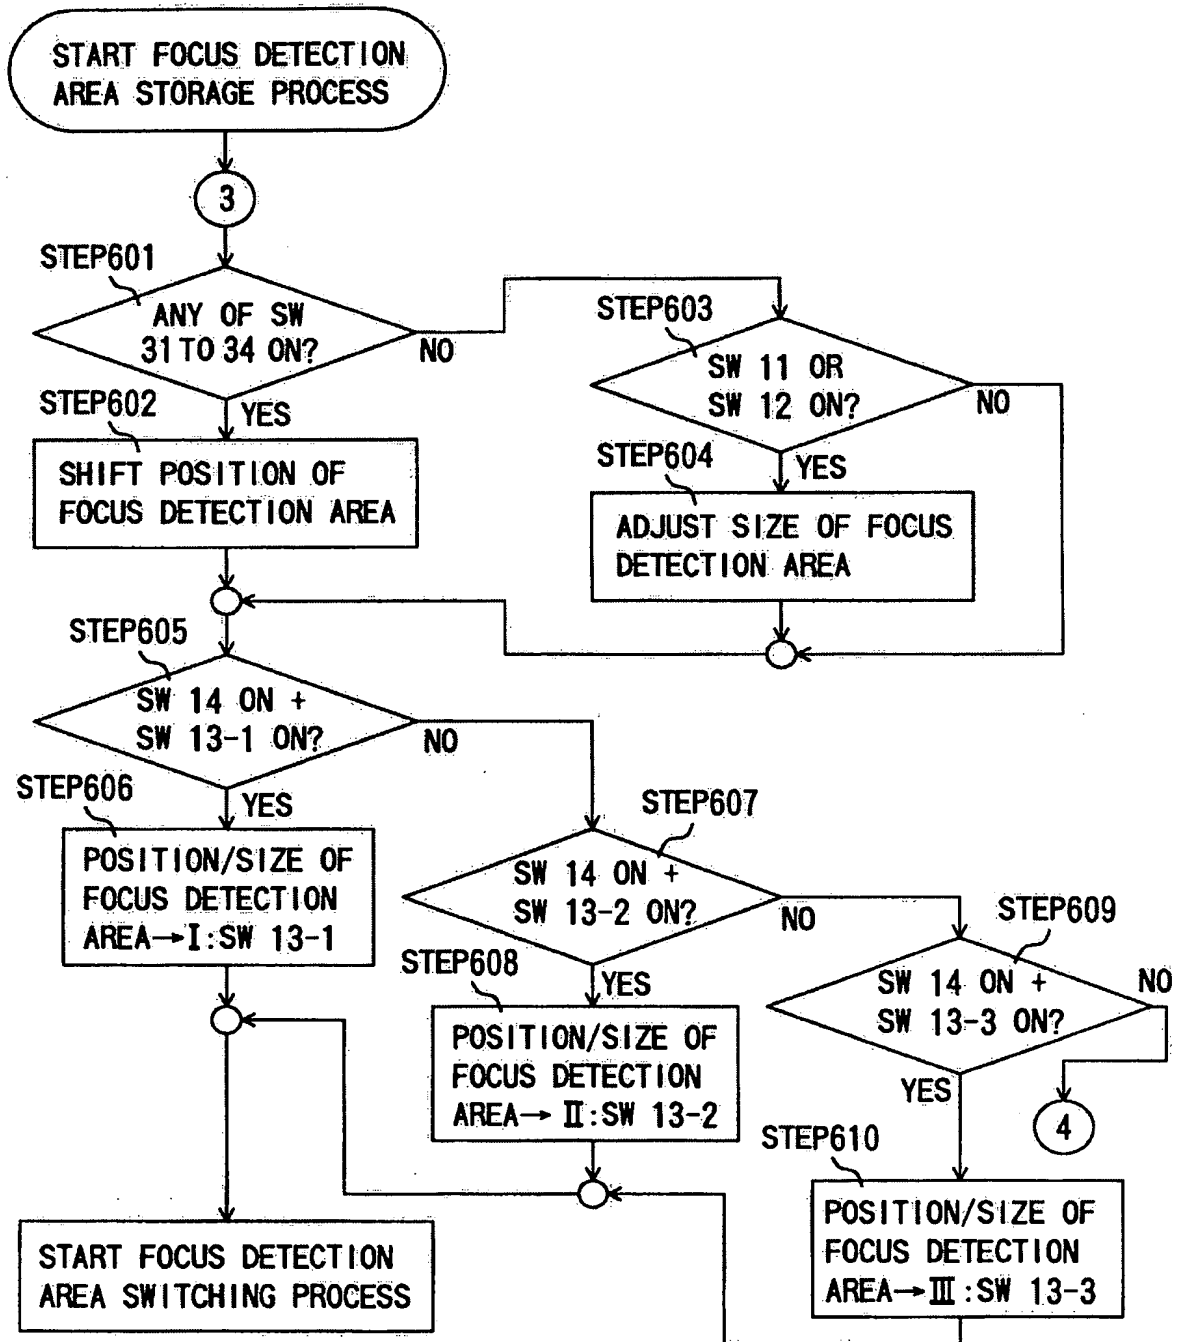 START FOCUS DETECTION
AREA STORAGE PROCESS
3
STEP601
ANY OF SW
31 TO 34 ON?
NO
YES
STEP602
SHIFT POSITION OF
FOCUS DETECTION AREA
STEP603
SW 11 OR
SW 12 ON?
NO
YES
STEP604
ADJUST SIZE OF FOCUS
DETECTION AREA
STEP605
SW 14 ON +
SW 13-1 ON?
NO
YES
STEP606
POSITION/SIZE OF
FOCUS DETECTION
AREA→I:SW 13-1
STEP607
SW 14 ON +
SW 13-2 ON?
NO
YES
STEP608
POSITION/SIZE OF
FOCUS DETECTION
AREA→II:SW 13-2
STEP609
SW 14 ON +
SW 13-3 ON?
NO
YES
4
STEP610
POSITION/SIZE OF
FOCUS DETECTION
AREA→III:SW 13-3
START FOCUS DETECTION
AREA SWITCHING PROCESS